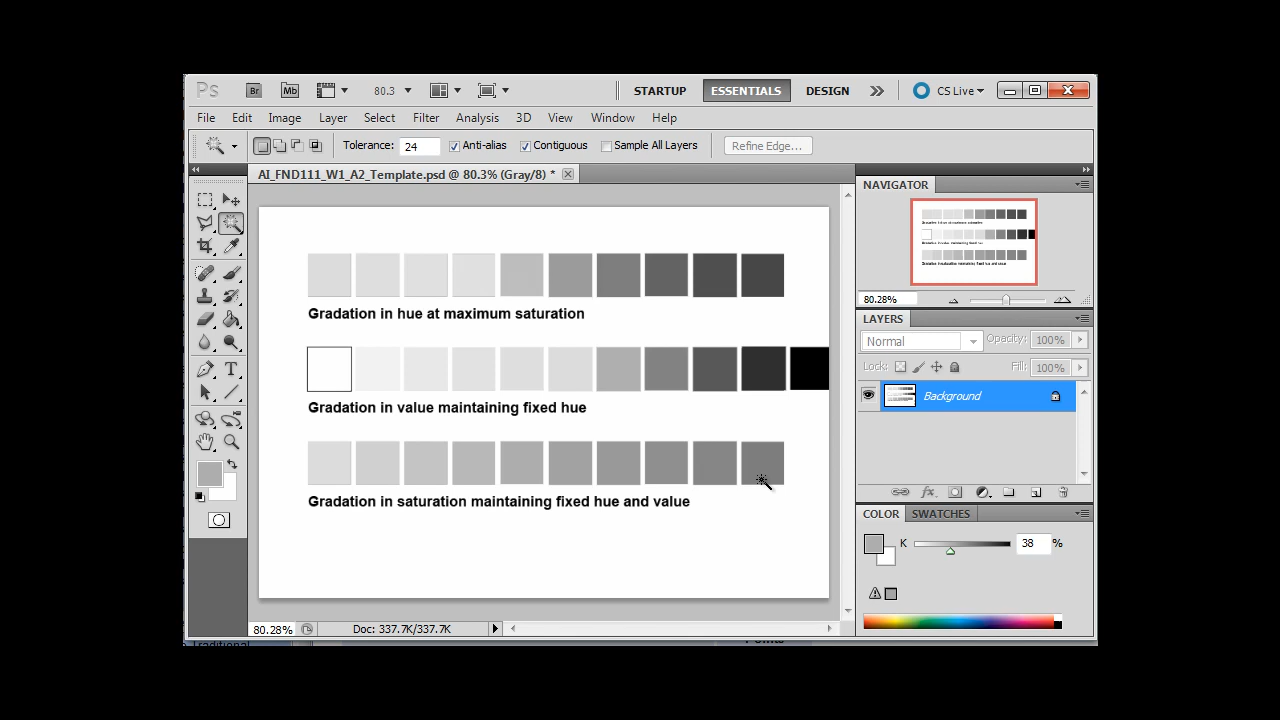 Ps Br Mb 80.3 STARTUP ESSENTIALS DESIGN CS Live
File Edit Image Layer Select Filter Analysis 3D View Window Help
Tolerance: 24 Anti-alias Contiguous Sample All Layers Refine Edge...
AI_FND111_W1_A2_Template.psd @ 80.3% (Gray/8) *
NAVIGATOR
80.28%
Gradation in hue at maximum saturation
Gradation in value maintaining fixed hue
Gradation in saturation maintaining fixed hue and value
LAYERS
Normal Opacity: 100%
Lock: Fill: 100%
Background
fx
COLOR SWATCHES
K 38 %
T
80.28% Doc: 337.7K/337.7K